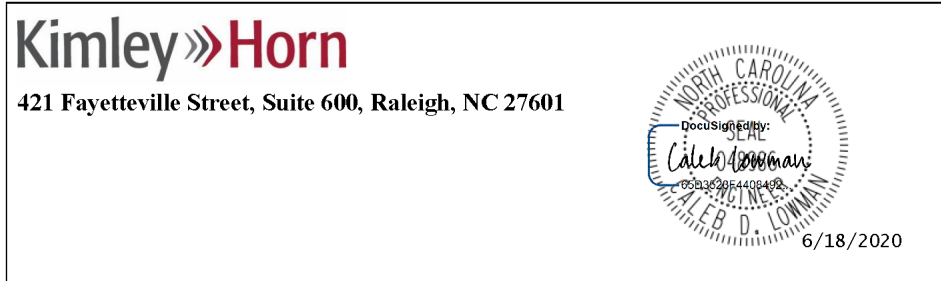 Kimley»Horn
421 Fayetteville Street, Suite 600, Raleigh, NC 27601
NORTH CAROLINA
PROFESSIONAL
DocuSigned by:
SEAL
Caleb Lowman
ENGINEER
CALEB D. LOWMAN
6/18/2020